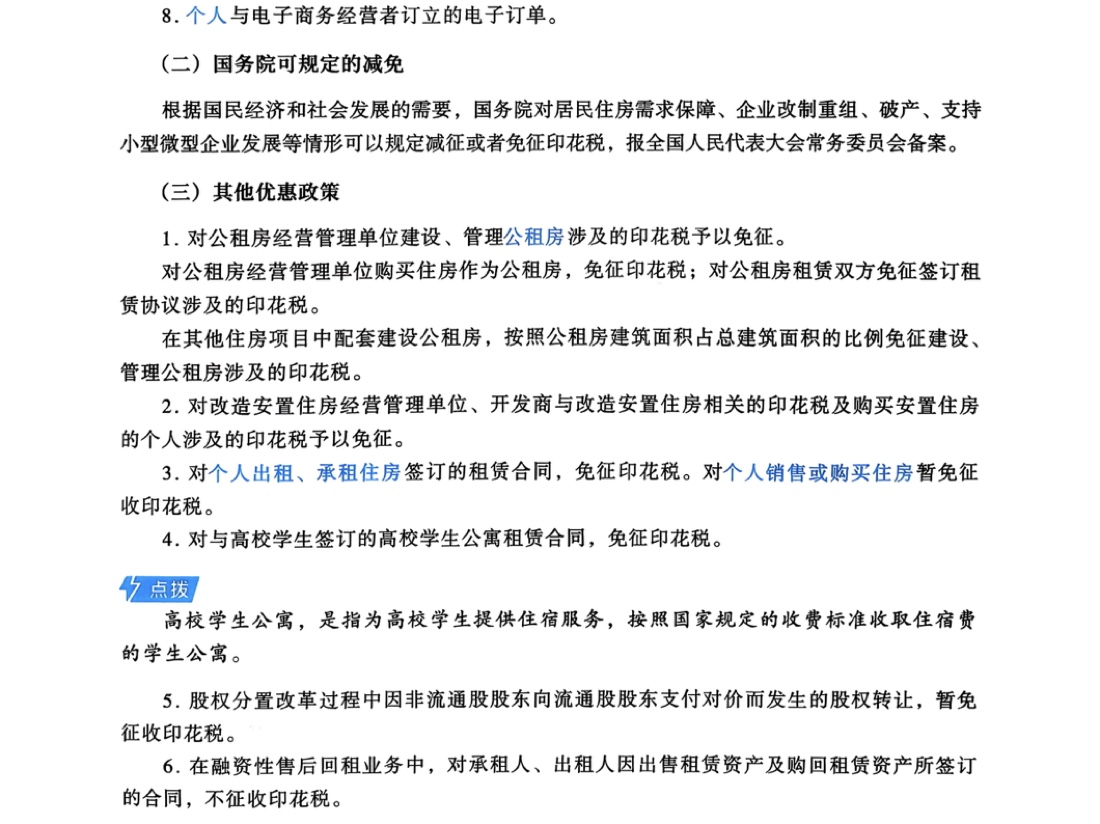 8. 个人与电子商务经营者订立的电子订单。
（二）国务院可规定的减免
根据国民经济和社会发展的需要，国务院对居民住房需求保障、企业改制重组、破产、支持
小型微型企业发展等情形可以规定减征或者免征印花税，报全国人民代表大会常务委员会备案。
（三）其他优惠政策
1. 对公租房经营管理单位建设、管理公租房涉及的印花税予以免征。
对公租房经营管理单位购买住房作为公租房，免征印花税；对公租房租赁双方免征签订租
赁协议涉及的印花税。
在其他住房项目中配套建设公租房，按照公租房建筑面积占总建筑面积的比例免征建设、
管理公租房涉及的印花税。
2. 对改造安置住房经营管理单位、开发商与改造安置住房相关的印花税及购买安置住房
的个人涉及的印花税予以免征。
3. 对个人出租、承租住房签订的租赁合同，免征印花税。对个人销售或购买住房暂免征
收印花税。
4. 对与高校学生签订的高校学生公寓租赁合同，免征印花税。
点拨
高校学生公寓，是指为高校学生提供住宿服务，按照国家规定的收费标准收取住宿费
的学生公寓。
5. 股权分置改革过程中因非流通股股东向流通股股东支付对价而发生的股权转让，暂免
征收印花税。
6. 在融资性售后回租业务中，对承租人、出租人因出售租赁资产及购回租赁资产所签订
的合同，不征收印花税。